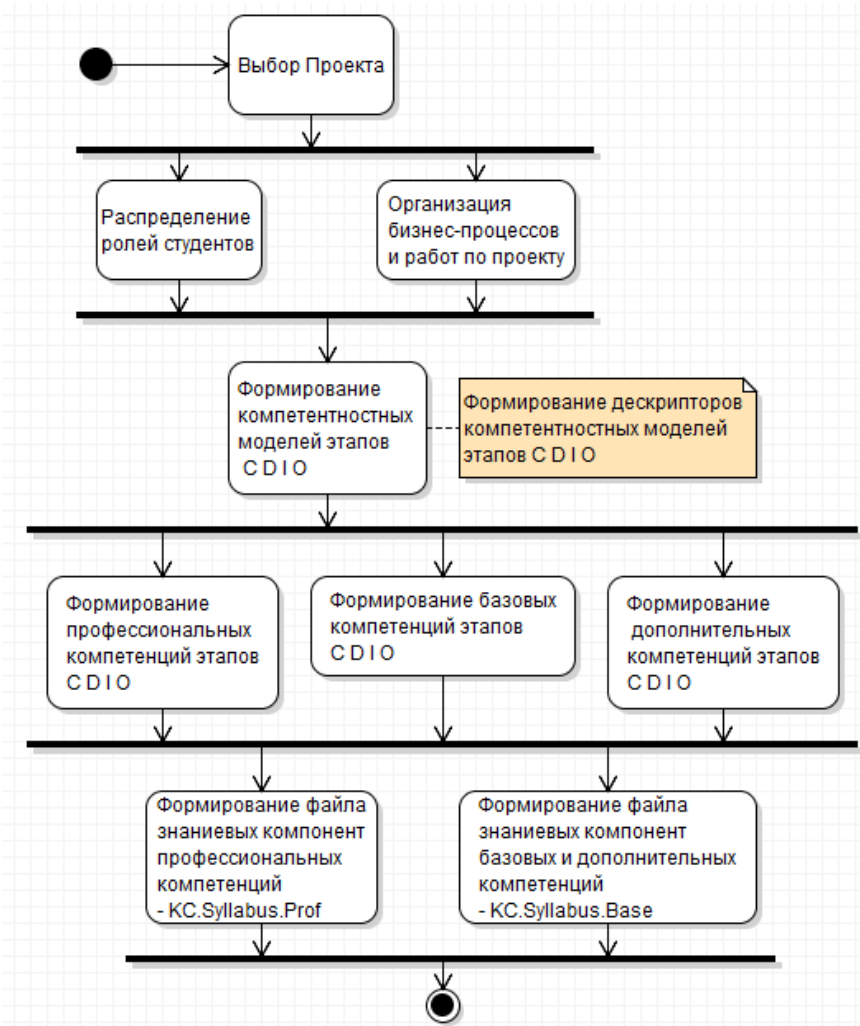 Выбор Проекта
Распределение
ролей студентов
Организация
бизнес-процессов
и работ по проекту
Формирование
компетентностных
моделей этапов
C D I O
Формирование дескрипторов
компетентностных моделей
этапов C D I O
Формирование
профессиональных
компетенций этапов
C D I O
Формирование базовых
компетенций этапов
C D I O
Формирование
дополнительных
компетенций этапов
C D I O
Формирование файла
знаниевых компонент
профессиональных
компетенций
- KC.Syllabus.Prof
Формирование файла
знаниевых компонент
базовых и дополнительных
компетенций
- KC.Syllabus.Base